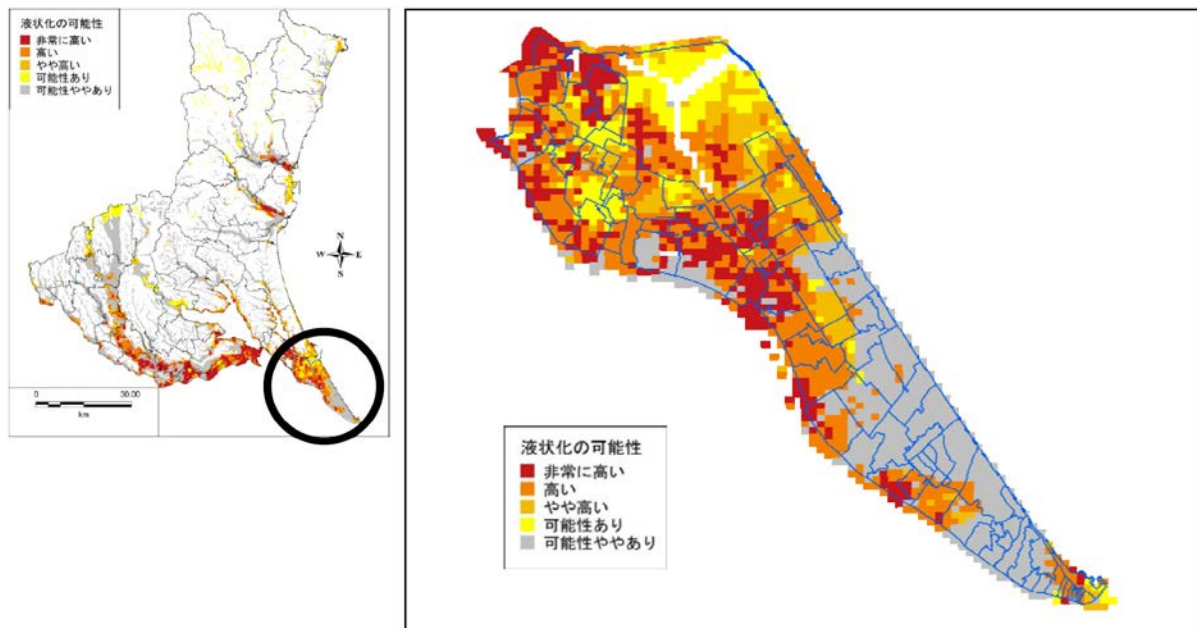 液状化の可能性
非常に高い
高い
やや高い
可能性あり
可能性ややあり
N
W
E
S
0
30.00
km
液状化の可能性
非常に高い
高い
やや高い
可能性あり
可能性ややあり